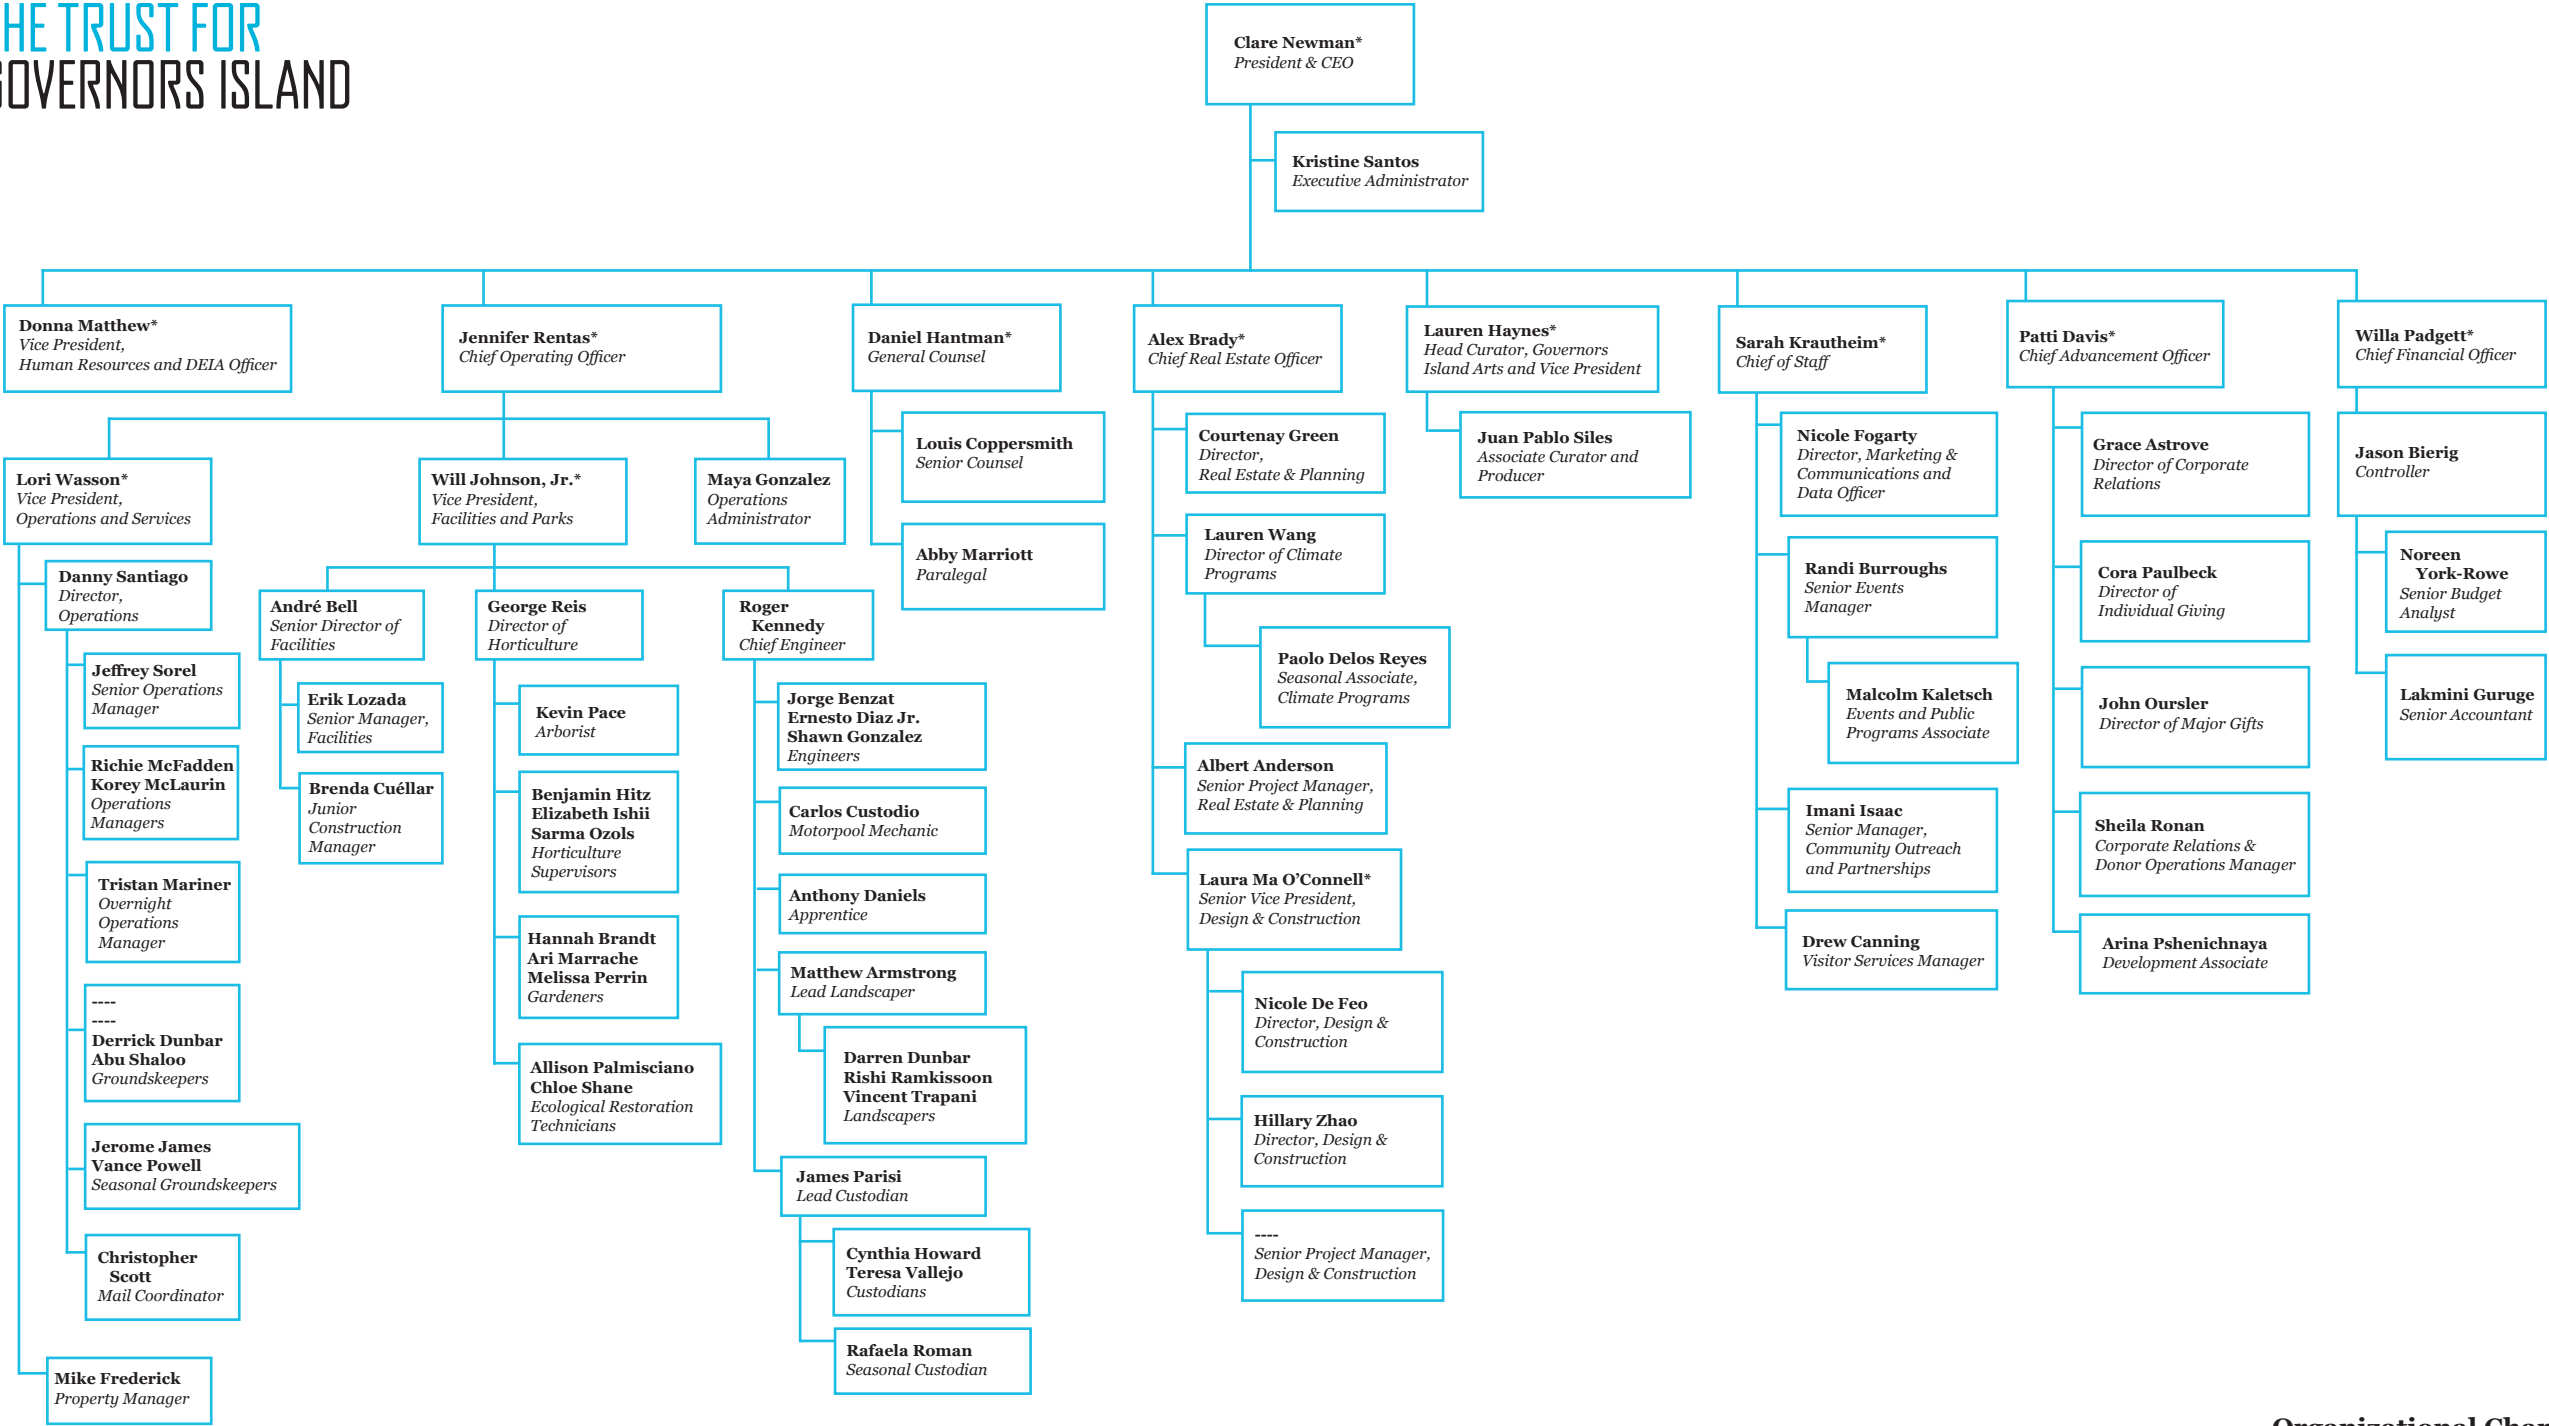 HE TRUST FOR
GOVERNORS ISLAND
Clare Newman*
President & CEO
Kristine Santos
Executive Administrator
Donna Matthew*
Vice President,
Human Resources and DEIA Officer
Jennifer Rentas*
Chief Operating Officer
Daniel Hantman*
General Counsel
Alex Brady*
Chief Real Estate Officer
Lauren Haynes*
Head Curator, Governors
Island Arts and Vice President
Sarah Krautheim*
Chief of Staff
Patti Davis*
Chief Advancement Officer
Willa Padgett*
Chief Financial Officer
Lori Wasson*
Vice President,
Operations and Services
Danny Santiago
Director,
Operations
Jeffrey Sorel
Senior Operations
Manager
Richie McFadden
Korey McLaurin
Operations
Managers
Tristan Mariner
Overnight
Operations
Manager
----
----
Derrick Dunbar
Abu Shaloo
Groundskeepers
Jerome James
Vance Powell
Seasonal Groundskeepers
Christopher
Scott
Mail Coordinator
Mike Frederick
Property Manager
Will Johnson, Jr.*
Vice President,
Facilities and Parks
André Bell
Senior Director of
Facilities
Erik Lozada
Senior Manager,
Facilities
Brenda Cuéllar
Junior
Construction
Manager
George Reis
Director of
Horticulture
Kevin Pace
Arborist
Benjamin Hitz
Elizabeth Ishii
Sarma Ozols
Horticulture
Supervisors
Hannah Brandt
Ari Marrache
Melissa Perrin
Gardeners
Allison Palmisciano
Chloe Shane
Ecological Restoration
Technicians
Roger
Kennedy
Chief Engineer
Jorge Benzat
Ernesto Diaz Jr.
Shawn Gonzalez
Engineers
Carlos Custodio
Motorpool Mechanic
Anthony Daniels
Apprentice
Matthew Armstrong
Lead Landscaper
Darren Dunbar
Rishi Ramkissoon
Vincent Trapani
Landscapers
James Parisi
Lead Custodian
Cynthia Howard
Teresa Vallejo
Custodians
Rafaela Roman
Seasonal Custodian
Maya Gonzalez
Operations
Administrator
Louis Coppersmith
Senior Counsel
Abby Marriott
Paralegal
Courtenay Green
Director,
Real Estate & Planning
Lauren Wang
Director of Climate
Programs
Paolo Delos Reyes
Seasonal Associate,
Climate Programs
Albert Anderson
Senior Project Manager,
Real Estate & Planning
Laura Ma O’Connell*
Senior Vice President,
Design & Construction
Nicole De Feo
Director, Design &
Construction
Hillary Zhao
Director, Design &
Construction
----
Senior Project Manager,
Design & Construction
Juan Pablo Siles
Associate Curator and
Producer
Nicole Fogarty
Director, Marketing &
Communications and
Data Officer
Randi Burroughs
Senior Events
Manager
Malcolm Kaletsch
Events and Public
Programs Associate
Imani Isaac
Senior Manager,
Community Outreach
and Partnerships
Drew Canning
Visitor Services Manager
Grace Astrove
Director of Corporate
Relations
Cora Paulbeck
Director of
Individual Giving
John Oursler
Director of Major Gifts
Sheila Ronan
Corporate Relations &
Donor Operations Manager
Arina Pshenichnaya
Development Associate
Jason Bierig
Controller
Noreen
York-Rowe
Senior Budget
Analyst
Lakmini Guruge
Senior Accountant
Organizational Char